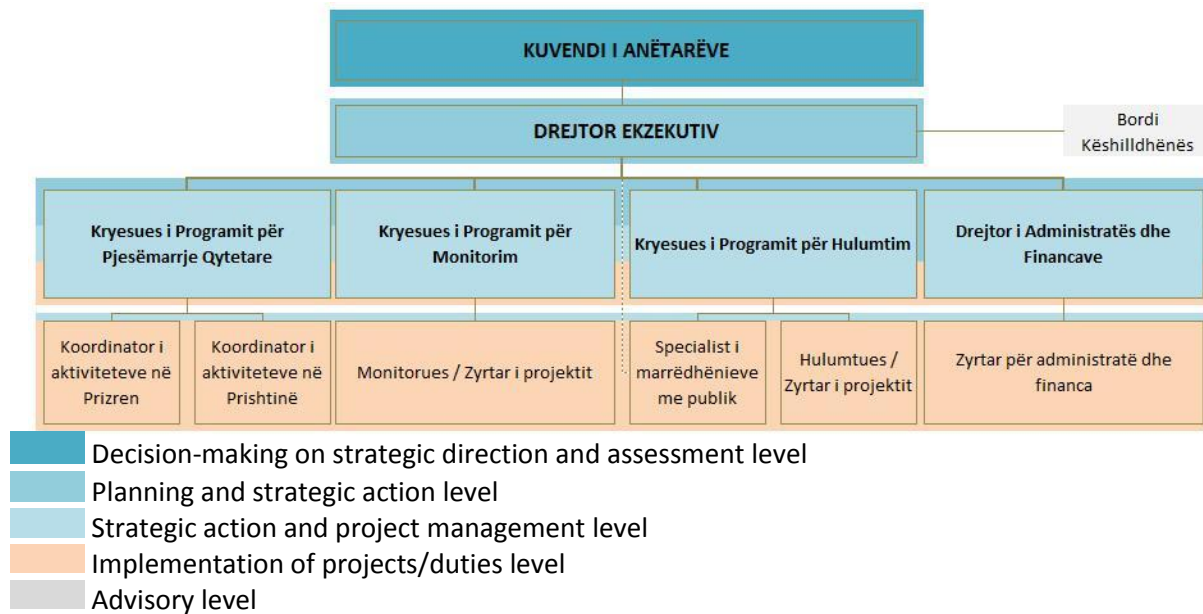 KUVENDI I ANËTARËVE
DREJTOR EKZEKUTIV
Bordi
Këshilldhënës
Kryesues i Programit për
Pjesëmarrje Qytetare
Kryesues i Programit për
Monitorim
Kryesues i Programit për Hulumtim
Drejtor i Administratës dhe
Financave
Koordinator i
aktiviteteve në
Prizren
Koordinator i
aktiviteteve në
Prishtinë
Monitorues / Zyrtar i projektit
Specialist i
marrëdhënieve
me publik
Hulumtues /
Zyrtar i projektit
Zyrtar për administratë dhe
financa
Decision-making on strategic direction and assessment level
Planning and strategic action level
Strategic action and project management level
Implementation of projects/duties level
Advisory level